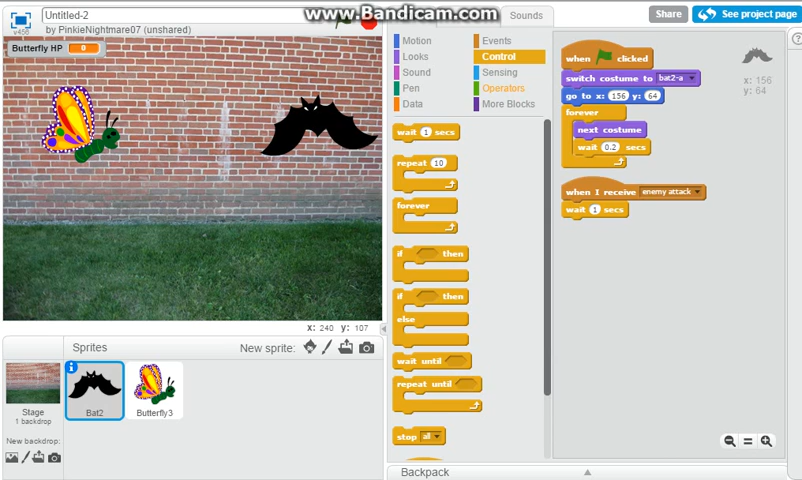 Untitled-2
by PinkieNightmare07 (unshared)
v450
www.Bandicam.com
Sounds
Share
See project page
Butterfly HP 0
Motion
Events
Looks
Control
Sound
Sensing
Pen
Operators
Data
More Blocks
wait 1 secs
repeat 10
forever
if then
if then
else
wait until
repeat until
stop all
when clicked
switch costume to bat2-a
go to x: 156 y: 64
forever
next costume
wait 0.2 secs
when I receive enemy attack
wait 1 secs
x: 156
y: 64
x: 240 y: 107
Sprites
New sprite:
Stage
1 backdrop
New backdrop:
Bat2
Butterfly3
Backpack